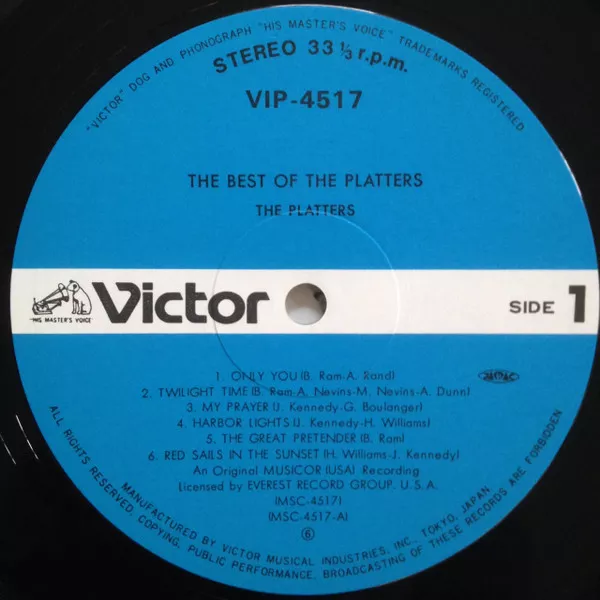 "VICTOR" DOG AND PHONOGRAPH "HIS MASTER'S VOICE" TRADEMARKS REGISTERED
STEREO 33 ⅓ r.p.m.
VIP-4517
THE BEST OF THE PLATTERS
THE PLATTERS
"HIS MASTER'S VOICE"
Victor
SIDE 1
1. ONLY YOU (B. Ram-A. Rand)
2. TWILIGHT TIME (B. Ram-A. Nevins-M. Nevins-A. Dunn)
3. MY PRAYER (J. Kennedy-G. Boulanger)
4. HARBOR LIGHTS (J. Kennedy-H. Williams)
5. THE GREAT PRETENDER (B. Ram)
6. RED SAILS IN THE SUNSET (H. Williams-J. Kennedy)
An Original MUSICOR (USA) Recording
Licensed by EVEREST RECORD GROUP, U.S.A.
(MSC-4517)
(MSC-4517-A)
⑥
JASRAC
MANUFACTURED BY VICTOR MUSICAL INDUSTRIES, INC., TOKYO, JAPAN
ALL RIGHTS RESERVED. COPYING, PUBLIC PERFORMANCE, BROADCASTING OF THESE RECORDS ARE FORBIDDEN